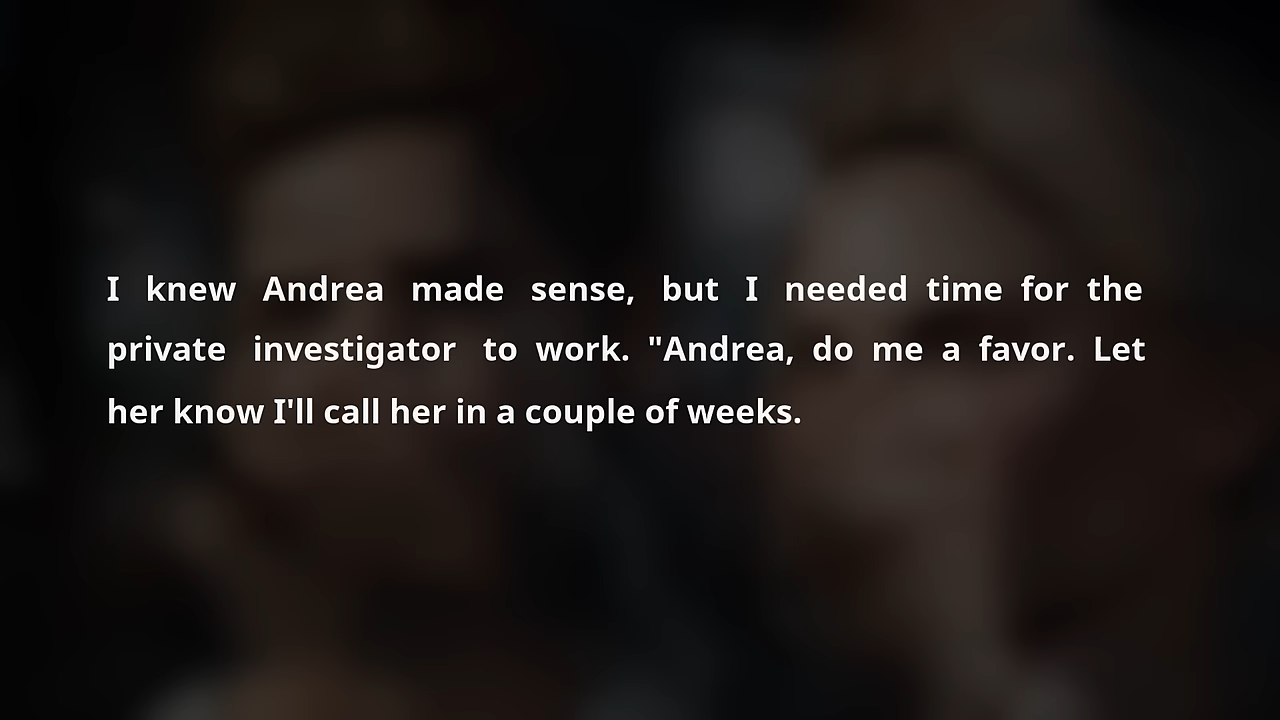 I knew Andrea made sense, but I needed time for the
private investigator to work. "Andrea, do me a favor. Let
her know I'll call her in a couple of weeks.